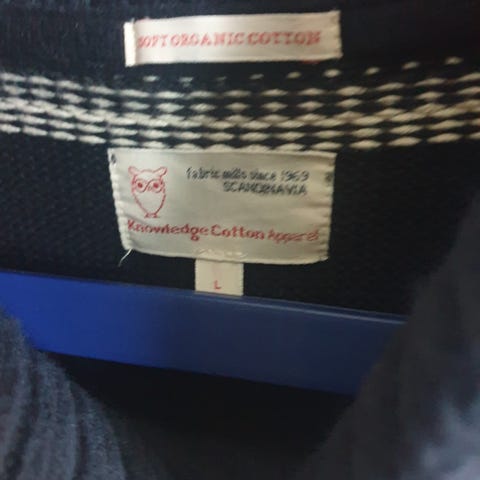 SOFT ORGANIC COTTON
fabric mills since 1969
SCANDINAVIA
Knowledge Cotton Apparel
L